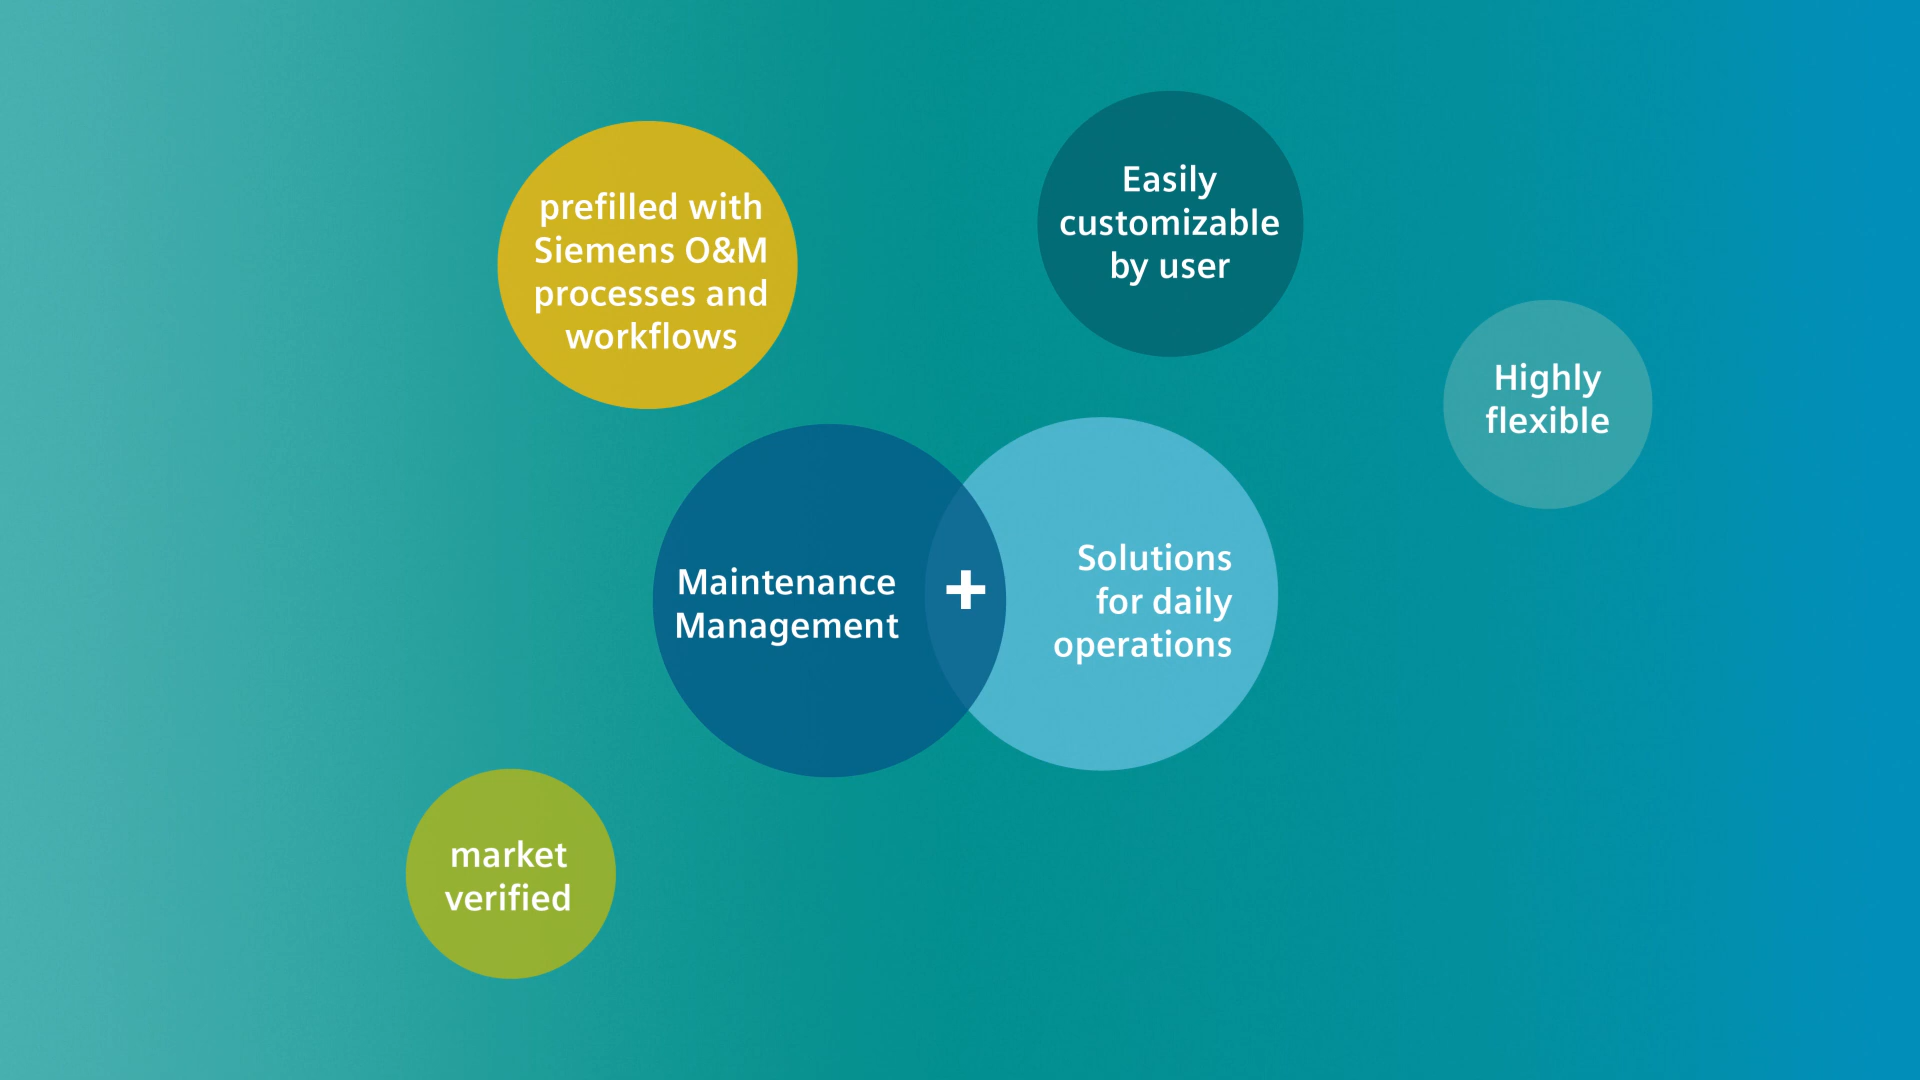 prefilled with
Siemens O&M
processes and
workflows
Easily
customizable
by user
Highly
flexible
Maintenance
Management
+
Solutions
for daily
operations
market
verified